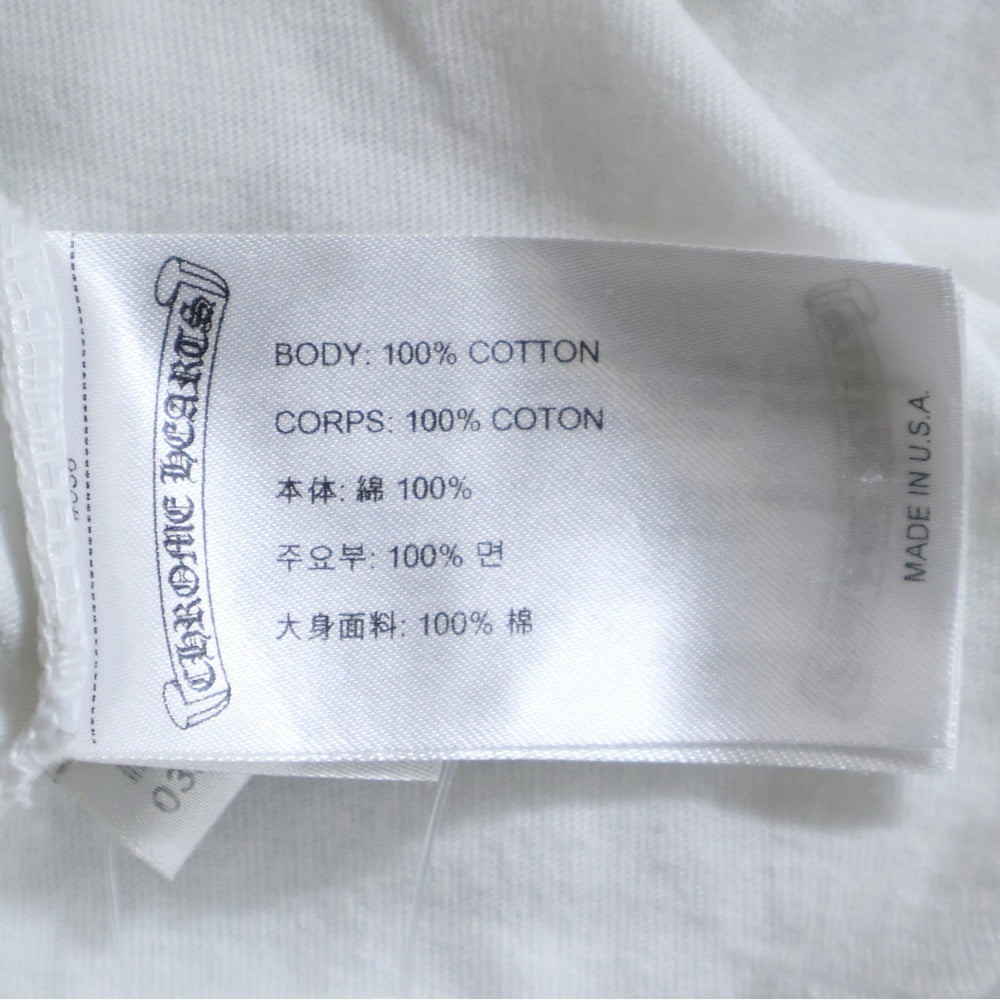 CHROME HEARTS
BODY: 100% COTTON
CORPS: 100% COTON
本体: 綿 100%
주요부: 100% 면
大身面料: 100% 棉
MADE IN U.S.A.
03